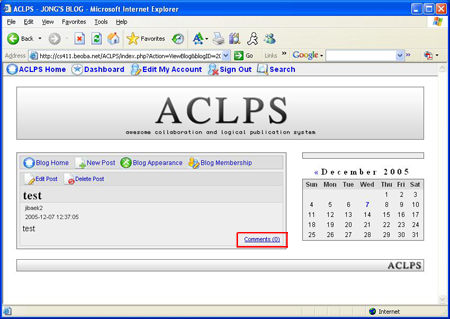 ACLPS - JONG'S BLOG - Microsoft Internet Explorer
File Edit View Favorites Tools Help
Back Search Favorites
Address http://cs411.beoba.net/ACLPS/index.php?Action=ViewBlog&blogID=20 Go Links » Google
ACLPS Home Dashboard Edit My Account Sign Out Search
ACLPS
awesome collaboration and logical publication system
Blog Home New Post Blog Appearance Blog Membership
Edit Post Delete Post
test
jibaek2
2005-12-07 12:37:05
test
Comments (0)
« December 2005
Sun Mon Tue Wed Thu Fri Sat
1 2 3
4 5 6 7 8 9 10
11 12 13 14 15 16 17
18 19 20 21 22 23 24
25 26 27 28 29 30 31
ACLPS
Internet